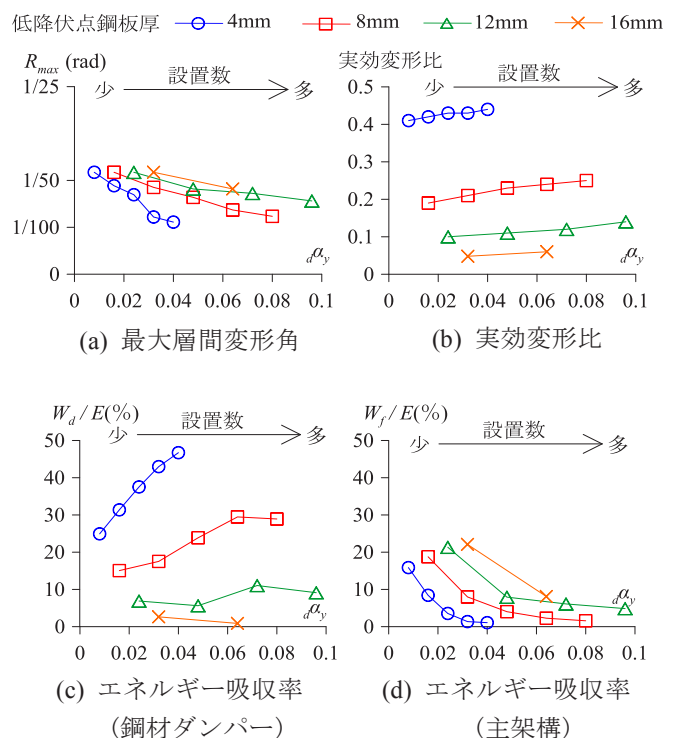 低降伏点鋼板厚 4mm 8mm 12mm 16mm
Rmax (rad)
設置数
少 多
1/25
1/50
1/100
0
dαy
0 0.02 0.04 0.06 0.08 0.1
(a) 最大層間変形角
実効変形比
設置数
少 多
0.5
0.4
0.3
0.2
0.1
0
dαy
0 0.02 0.04 0.06 0.08 0.1
(b) 実効変形比
Wd / E(%)
設置数
少 多
50
40
30
20
10
0
dαy
0 0.02 0.04 0.06 0.08 0.1
(c) エネルギー吸収率
(鋼材ダンパー)
Wf / E(%)
設置数
少 多
50
40
30
20
10
0
dαy
0 0.02 0.04 0.06 0.08 0.1
(d) エネルギー吸収率
(主架構)